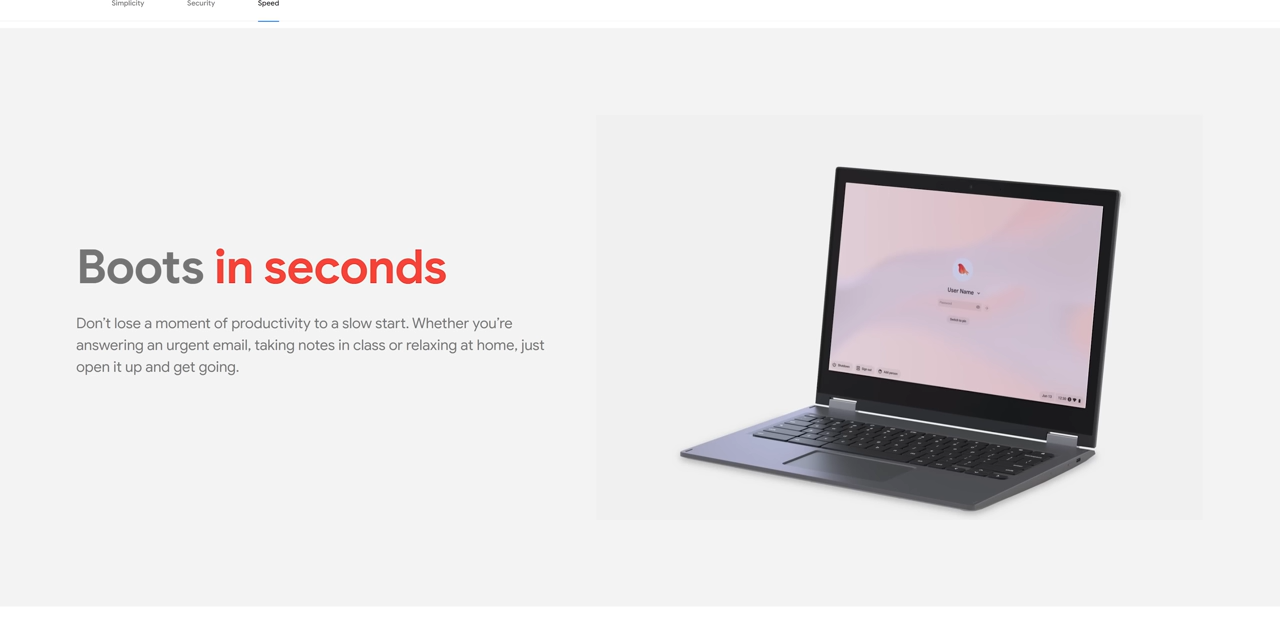 Simplicity
Security
Speed
Boots in seconds
Don’t lose a moment of productivity to a slow start. Whether you’re
answering an urgent email, taking notes in class or relaxing at home, just
open it up and get going.
User Name